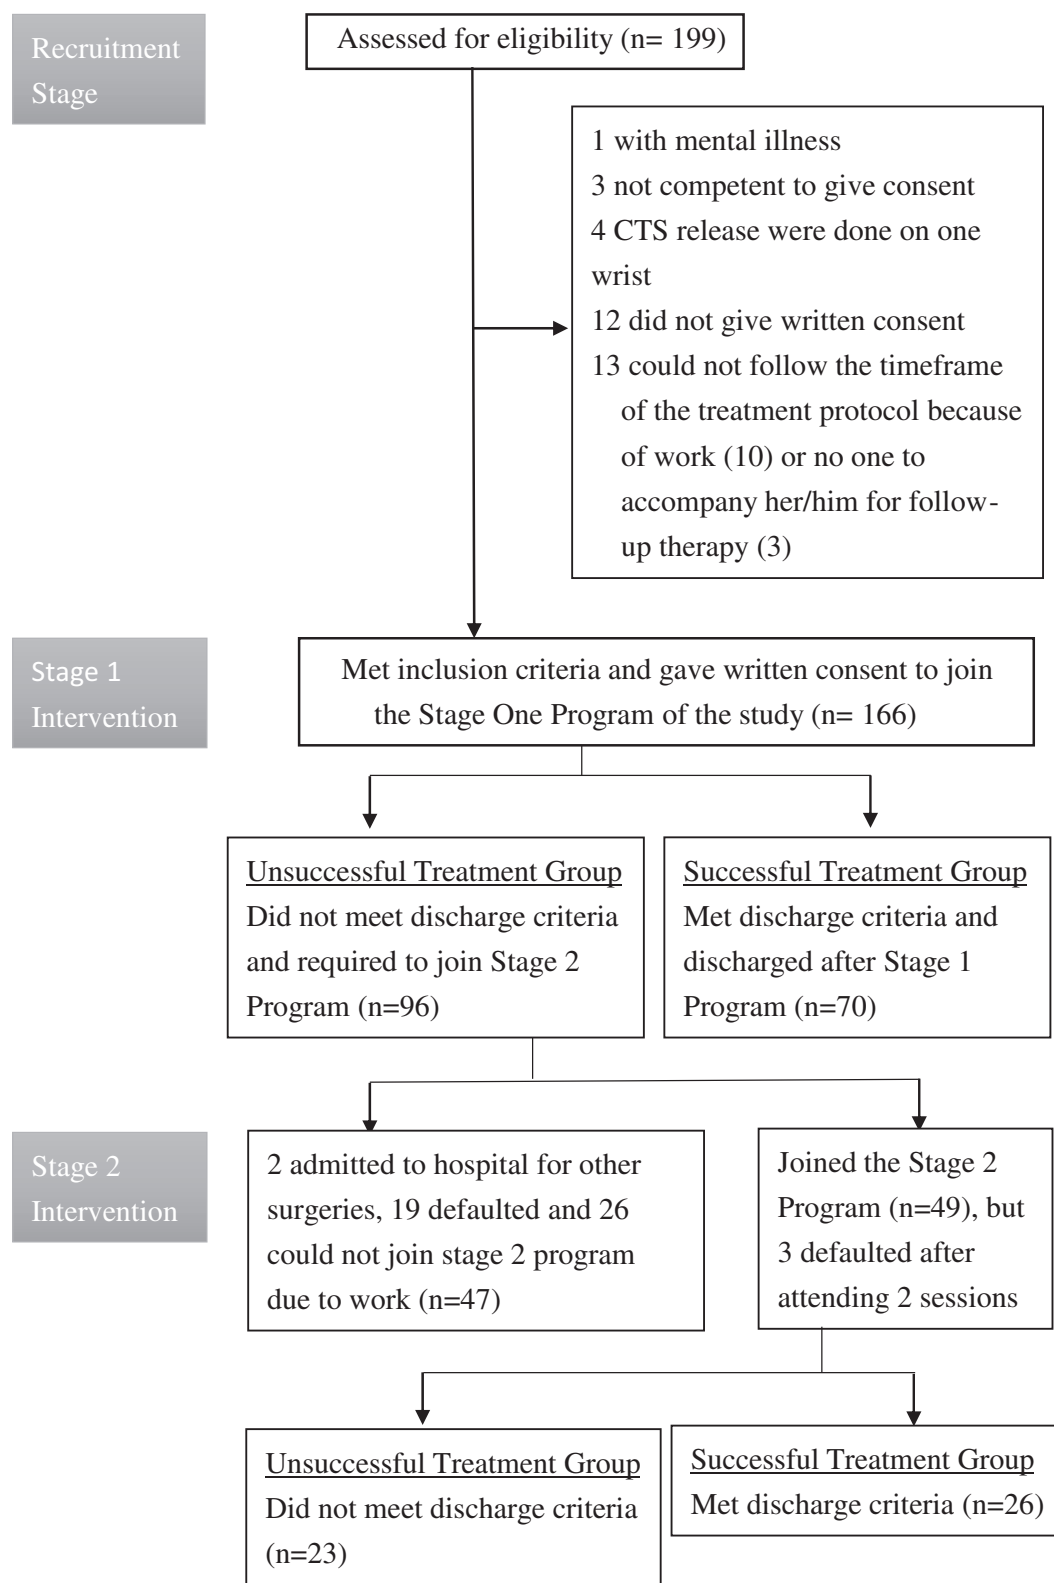 Recruitment
Stage
Assessed for eligibility (n= 199)
1 with mental illness
3 not competent to give consent
4 CTS release were done on one
wrist
12 did not give written consent
13 could not follow the timeframe
of the treatment protocol because
of work (10) or no one to
accompany her/him for follow-
up therapy (3)
Stage 1
Intervention
Met inclusion criteria and gave written consent to join
the Stage One Program of the study (n= 166)
Unsuccessful Treatment Group
Did not meet discharge criteria
and required to join Stage 2
Program (n=96)
Successful Treatment Group
Met discharge criteria and
discharged after Stage 1
Program (n=70)
Stage 2
Intervention
2 admitted to hospital for other
surgeries, 19 defaulted and 26
could not join stage 2 program
due to work (n=47)
Joined the Stage 2
Program (n=49), but
3 defaulted after
attending 2 sessions
Unsuccessful Treatment Group
Did not meet discharge criteria
(n=23)
Successful Treatment Group
Met discharge criteria (n=26)